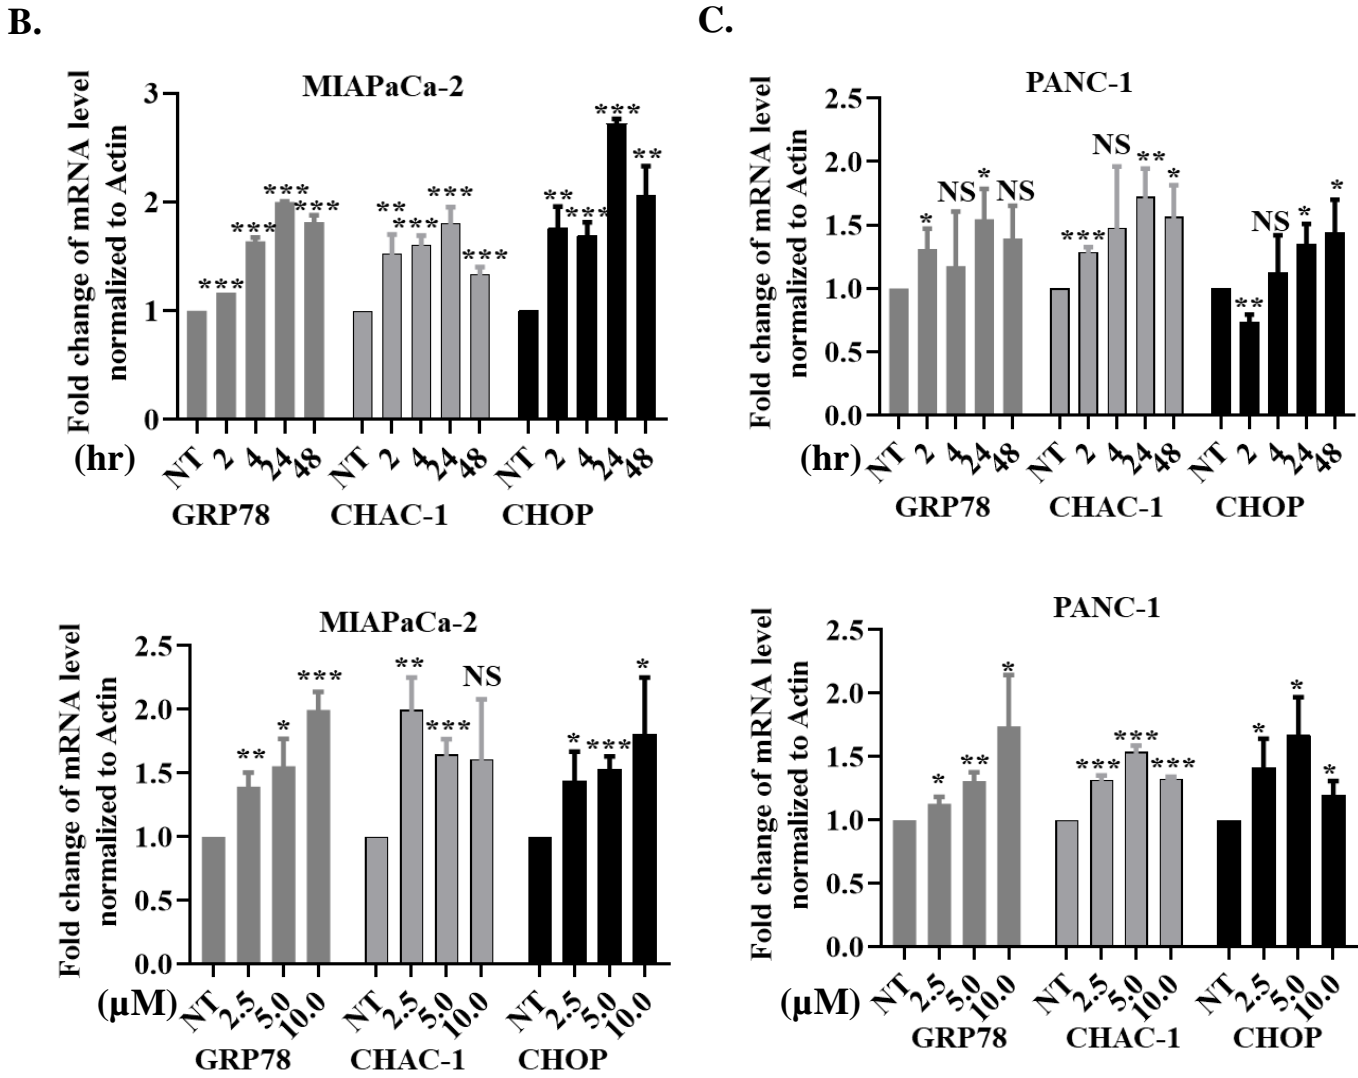 B.
MIAPaCa-2
Fold change of mRNA level
normalized to Actin
3
2
1
0
*** *** *** *** ** *** *** *** ** *** *** **
(hr) NT 2 4 24 48 NT 2 4 24 48 NT 2 4 24 48
GRP78 CHAC-1 CHOP
C.
PANC-1
Fold change of mRNA level
normalized to Actin
2.5
2.0
1.5
1.0
0.5
0.0
* NS * NS *** NS ** * ** NS * *
(hr) NT 2 4 24 48 NT 2 4 24 48 NT 2 4 24 48
GRP78 CHAC-1 CHOP
MIAPaCa-2
Fold change of mRNA level
normalized to Actin
2.5
2.0
1.5
1.0
0.5
0.0
** * *** ** *** NS * *** *
(µM) NT 2.5 5.0 10.0 NT 2.5 5.0 10.0 NT 2.5 5.0 10.0
GRP78 CHAC-1 CHOP
PANC-1
Fold change of mRNA level
normalized to Actin
2.5
2.0
1.5
1.0
0.5
0.0
* ** * *** *** *** * * *
(µM) NT 2.5 5.0 10.0 NT 2.5 5.0 10.0 NT 2.5 5.0 10.0
GRP78 CHAC-1 CHOP